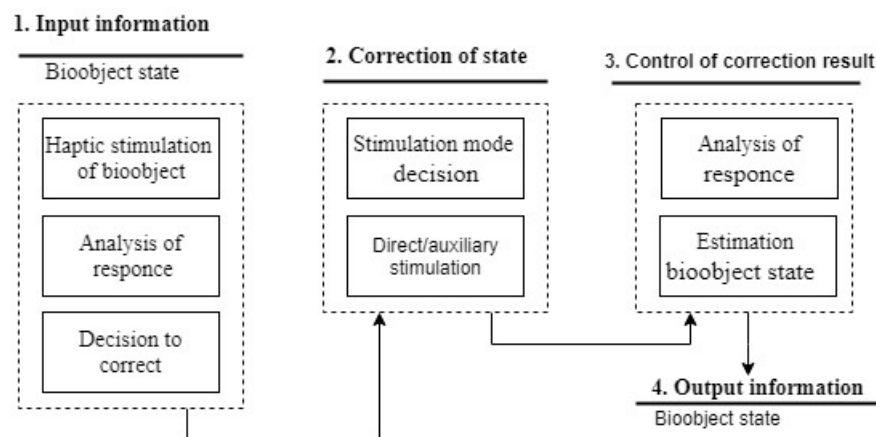 1. Input information
Bioobject state
Haptic stimulation
of bioobject
Analysis of
responce
Decision to
correct
2. Correction of state
Stimulation mode
decision
Direct/auxiliary
stimulation
3. Control of correction result
Analysis of
responce
Estimation
bioobject state
4. Output information
Bioobject state